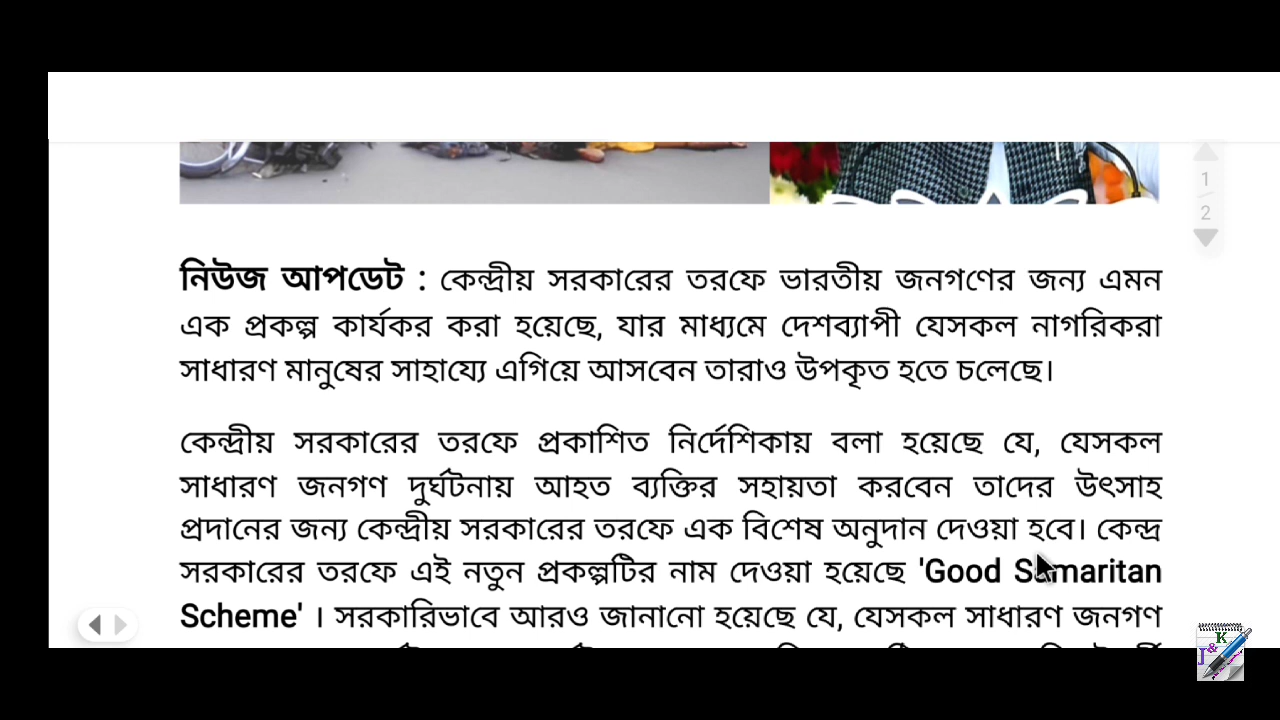 1
2
নিউজ আপডেট : কেন্দ্রীয় সরকারের তরফে ভারতীয় জনগণের জন্য এমন
এক প্রকল্প কার্যকর করা হয়েছে, যার মাধ্যমে দেশব্যাপী যেসকল নাগরিকরা
সাধারণ মানুষের সাহায্যে এগিয়ে আসবেন তারাও উপকৃত হতে চলেছে।
কেন্দ্রীয় সরকারের তরফে প্রকাশিত নির্দেশিকায় বলা হয়েছে যে, যেসকল
সাধারণ জনগণ দুর্ঘটনায় আহত ব্যক্তির সহায়তা করবেন তাদের উৎসাহ
প্রদানের জন্য কেন্দ্রীয় সরকারের তরফে এক বিশেষ অনুদান দেওয়া হবে। কেন্দ্র
সরকারের তরফে এই নতুন প্রকল্পটির নাম দেওয়া হয়েছে 'Good Samaritan
Scheme' । সরকারিভাবে আরও জানানো হয়েছে যে, যেসকল সাধারণ জনগণ
J&K